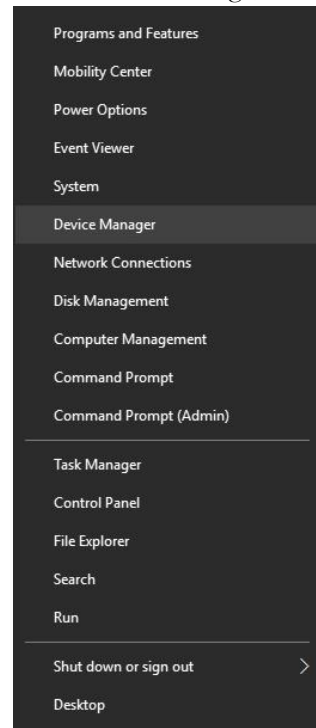 Programs and Features
Mobility Center
Power Options
Event Viewer
System
Device Manager
Network Connections
Disk Management
Computer Management
Command Prompt
Command Prompt (Admin)
Task Manager
Control Panel
File Explorer
Search
Run
Shut down or sign out
Desktop